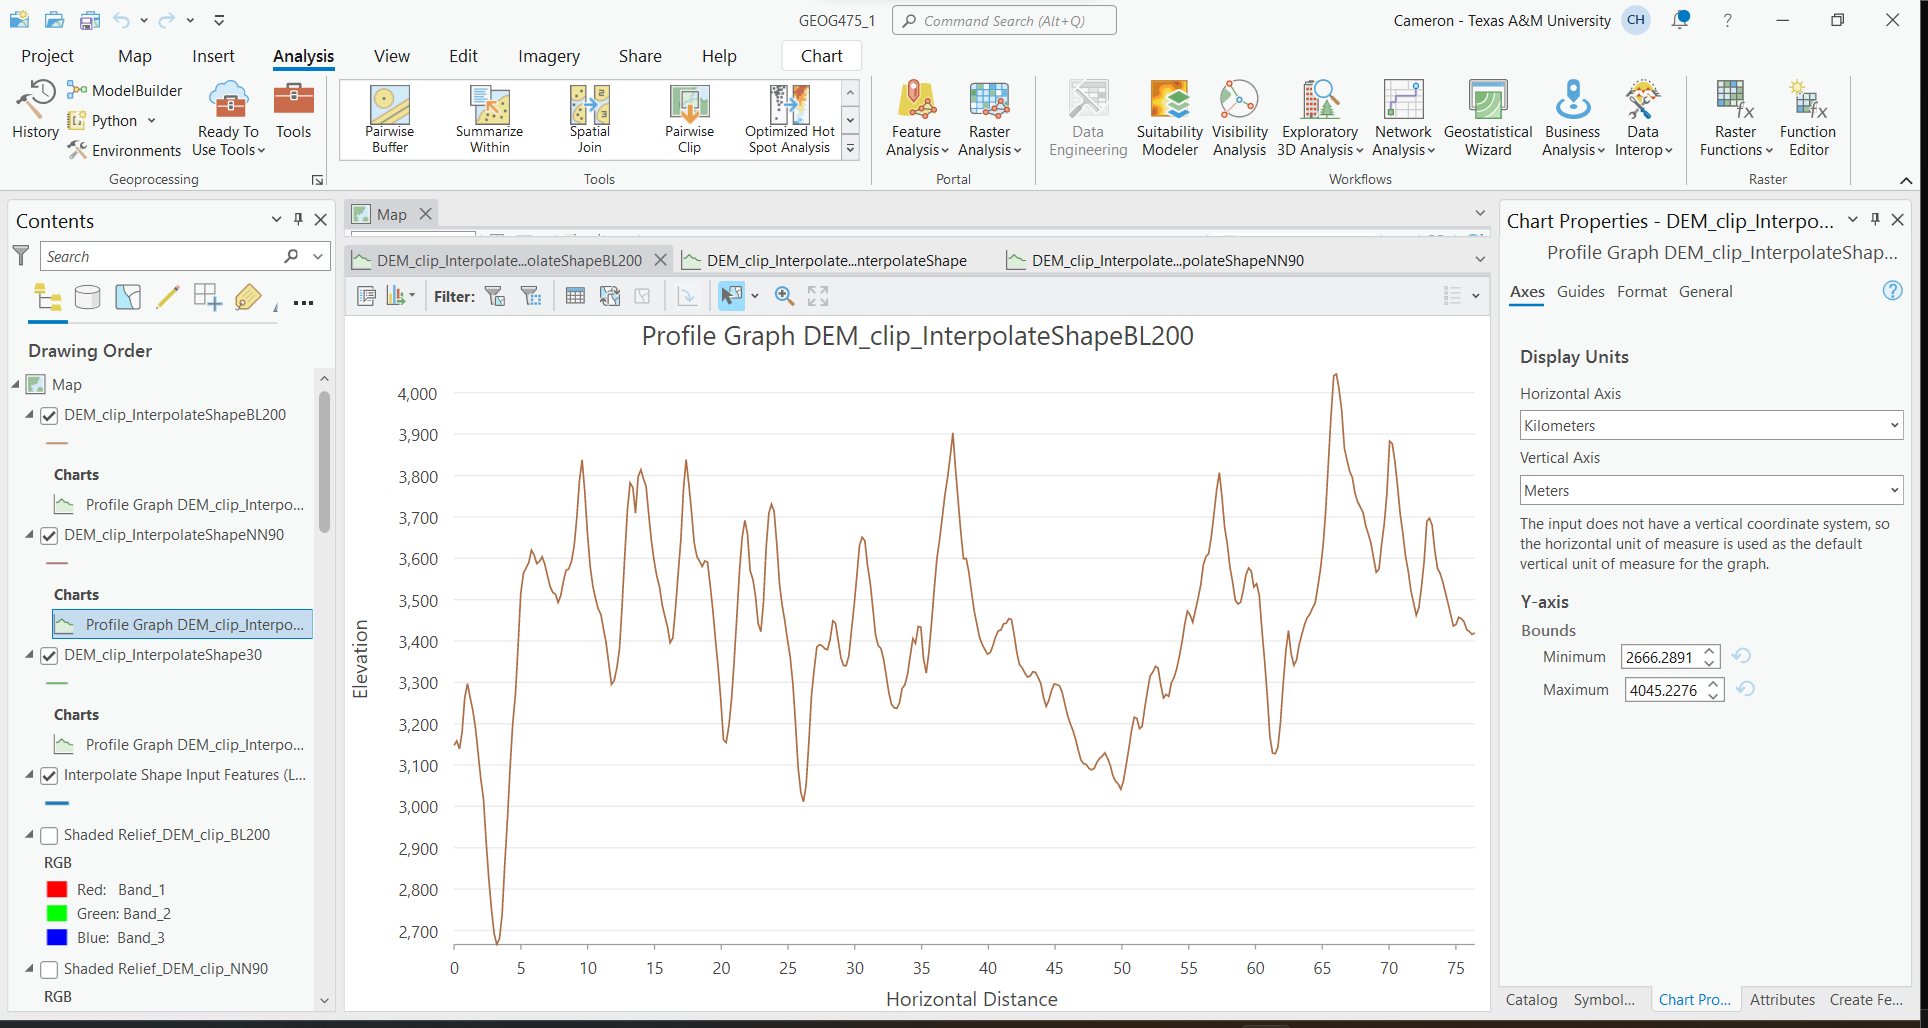 GEOG475_1
Command Search (Alt+Q)
Cameron - Texas A&M University
CH
?
Project
Map
Insert
Analysis
View
Edit
Imagery
Share
Help
Chart
History
ModelBuilder
Python
Environments
Ready To
Use Tools
Tools
Geoprocessing
Pairwise
Buffer
Summarize
Within
Spatial
Join
Pairwise
Clip
Optimized Hot
Spot Analysis
Tools
Feature
Analysis
Raster
Analysis
Portal
Data
Engineering
Suitability
Modeler
Visibility
Analysis
Exploratory
3D Analysis
Network
Analysis
Geostatistical
Wizard
Business
Analysis
Data
Interop
Workflows
Raster
Functions
Function
Editor
Raster
Contents
Search
Drawing Order
Map
DEM_clip_InterpolateShapeBL200
Charts
Profile Graph DEM_clip_Interpo...
DEM_clip_InterpolateShapeNN90
Charts
Profile Graph DEM_clip_Interpo...
DEM_clip_InterpolateShape30
Charts
Profile Graph DEM_clip_Interpo...
Interpolate Shape Input Features (L...
Shaded Relief_DEM_clip_BL200
RGB
Red: Band_1
Green: Band_2
Blue: Band_3
Shaded Relief_DEM_clip_NN90
RGB
Map
DEM_clip_Interpolate...olateShapeBL200
DEM_clip_Interpolate...nterpolateShape
DEM_clip_Interpolate...polateShapeNN90
Filter:
Profile Graph DEM_clip_InterpolateShapeBL200
4,000
3,900
3,800
3,700
3,600
3,500
3,400
3,300
3,200
3,100
3,000
2,900
2,800
2,700
Elevation
0 5 10 15 20 25 30 35 40 45 50 55 60 65 70 75
Horizontal Distance
Chart Properties - DEM_clip_Interpo...
Profile Graph DEM_clip_InterpolateShap...
Axes Guides Format General
?
Display Units
Horizontal Axis
Kilometers
Vertical Axis
Meters
The input does not have a vertical coordinate system, so
the horizontal unit of measure is used as the default
vertical unit of measure for the graph.
Y-axis
Bounds
Minimum 2666.2891
Maximum 4045.2276
Catalog Symbol... Chart Pro... Attributes Create Fe...